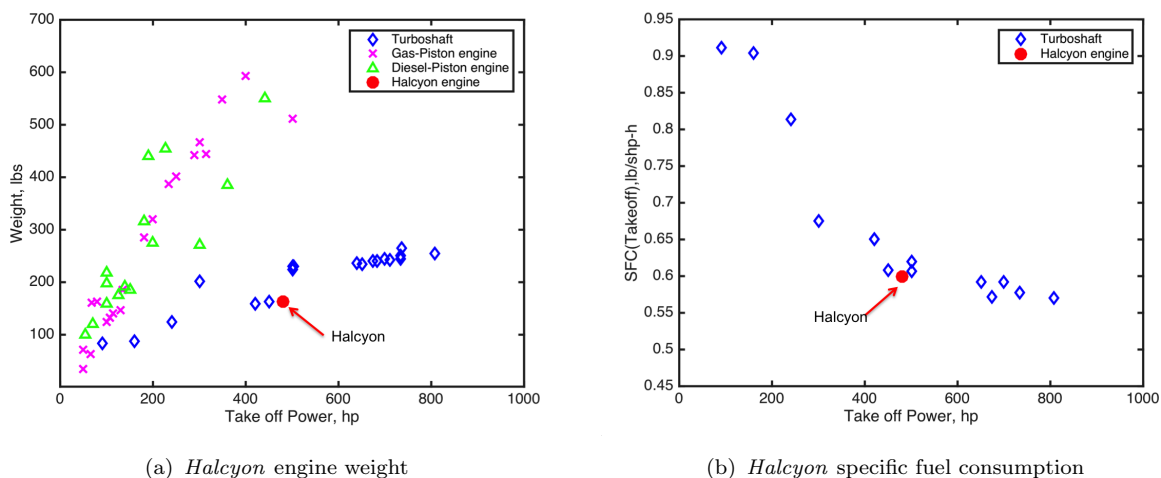 700
600
500
400
300
200
100
0
200
400
600
800
1000
Weight, lbs
Take off Power, hp
Turboshaft
Gas-Piston engine
Diesel-Piston engine
Halcyon engine
Halcyon
(a) Halcyon engine weight
0.95
0.9
0.85
0.8
0.75
0.7
0.65
0.6
0.55
0.5
0.45
0
200
400
600
800
1000
SFC(Takeoff),lb/shp-h
Take off Power, hp
Turboshaft
Halcyon engine
Halcyon
(b) Halcyon specific fuel consumption